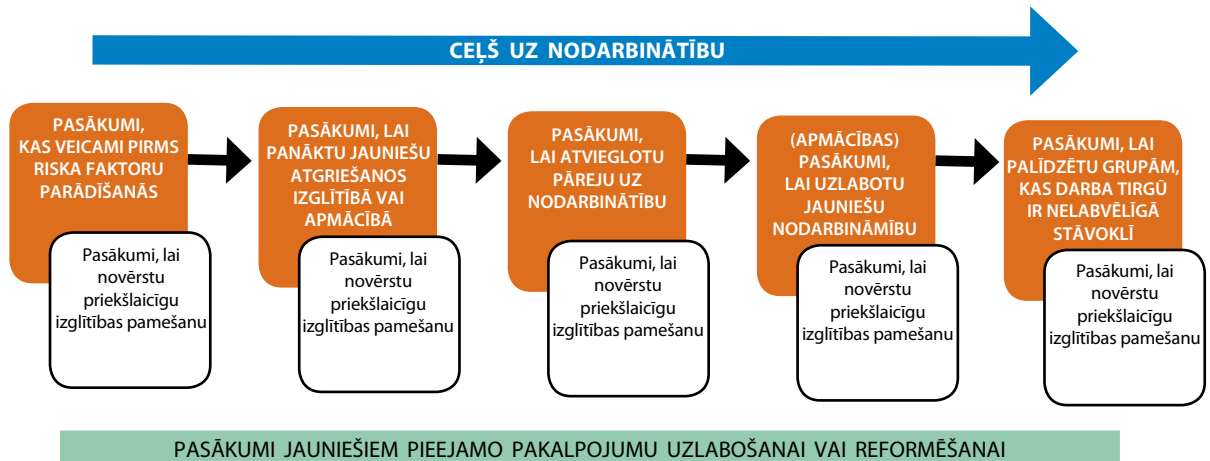 CEĻŠ UZ NODARBINĀTĪBU
PASĀKUMI,
KAS VEICAMI PIRMS
RISKA FAKTORU
PARĀDĪŠANĀS
Pasākumi, lai
novērstu
priekšlaicīgu
izglītības pamešanu
PASĀKUMI, LAI
PANĀKTU JAUNIEŠU
ATGRIEŠANOS
IZGLĪTĪBĀ VAI
APMĀCĪBĀ
Pasākumi, lai
novērstu
priekšlaicīgu
izglītības pamešanu
PASĀKUMI,
LAI ATVIEGLOTU
PĀREJU UZ
NODARBINĀTĪBU
Pasākumi, lai
novērstu
priekšlaicīgu
izglītības pamešanu
(APMĀCĪBAS)
PASĀKUMI,
LAI UZLABOTU
JAUNIEŠU
NODARBINĀMĪBU
Pasākumi, lai
novērstu
priekšlaicīgu
izglītības pamešanu
PASĀKUMI, LAI
PALĪDZĒTU GRUPĀM,
KAS DARBA TIRGŪ
IR NELABVĒLĪGĀ
STĀVOKLĪ
Pasākumi, lai
novērstu
priekšlaicīgu
izglītības pamešanu
PASĀKUMI JAUNIEŠIEM PIEEJAMO PAKALPOJUMU UZLABOŠANAI VAI REFORMĒŠANAI